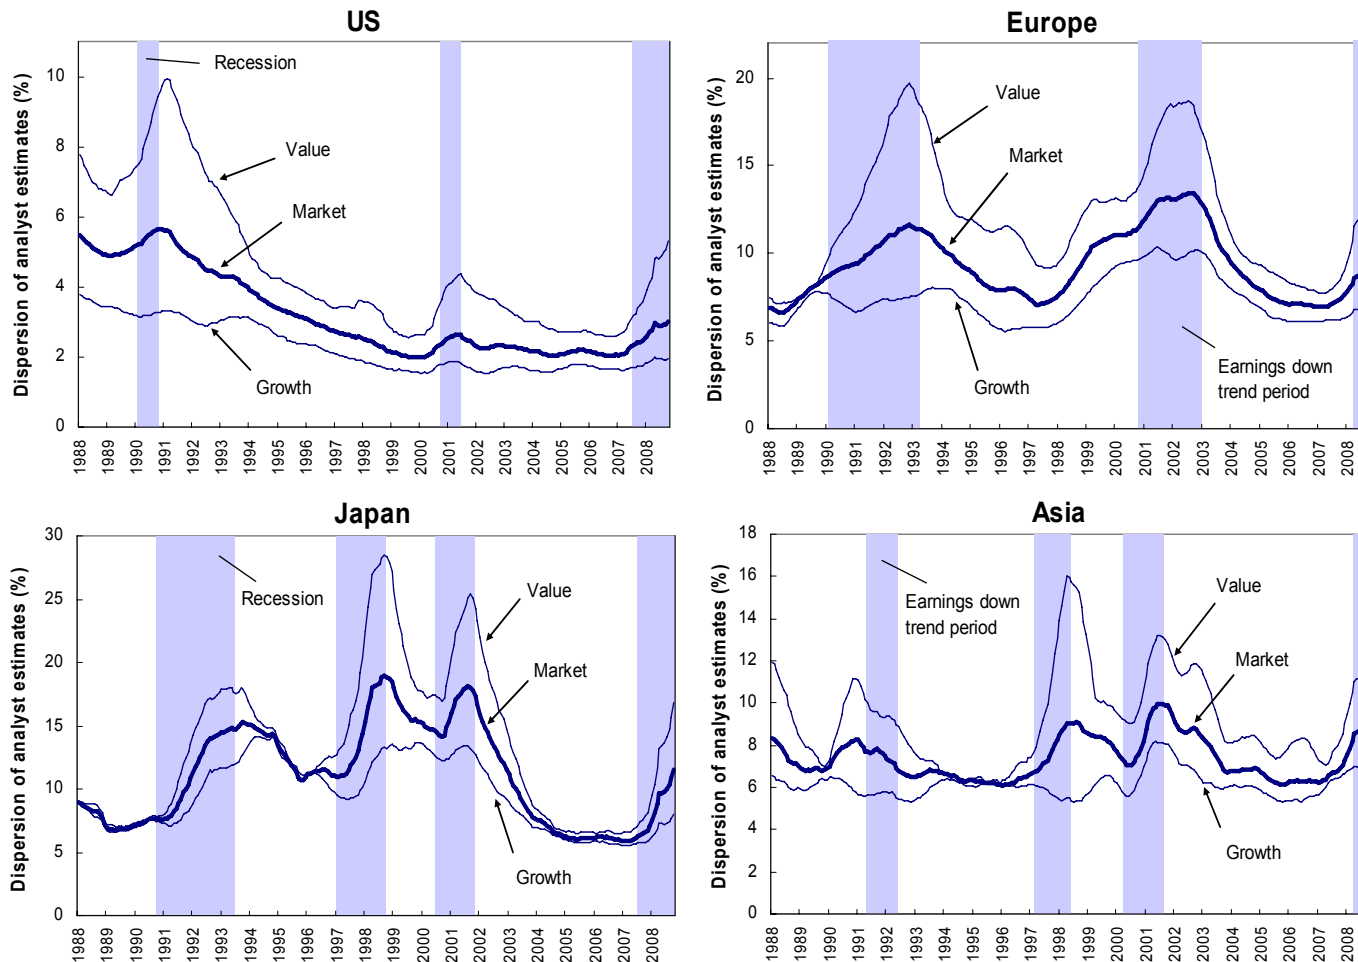 US
Dispersion of analyst estimates (%)
10
8
6
4
2
0
Recession
Value
Market
Growth
1988 1989 1990 1991 1992 1993 1994 1995 1996 1997 1998 1999 2000 2001 2002 2003 2004 2005 2006 2007 2008
Europe
Dispersion of analyst estimates (%)
20
15
10
5
0
Value
Market
Growth
Earnings down
trend period
1988 1989 1990 1991 1992 1993 1994 1995 1996 1997 1998 1999 2000 2001 2002 2003 2004 2005 2006 2007 2008
Japan
Dispersion of analyst estimates (%)
30
25
20
15
10
5
0
Recession
Value
Market
Growth
1988 1989 1990 1991 1992 1993 1994 1995 1996 1997 1998 1999 2000 2001 2002 2003 2004 2005 2006 2007 2008
Asia
Dispersion of analyst estimates (%)
18
16
14
12
10
8
6
4
2
0
Earnings down
trend period
Value
Market
Growth
1988 1989 1990 1991 1992 1993 1994 1995 1996 1997 1998 1999 2000 2001 2002 2003 2004 2005 2006 2007 2008